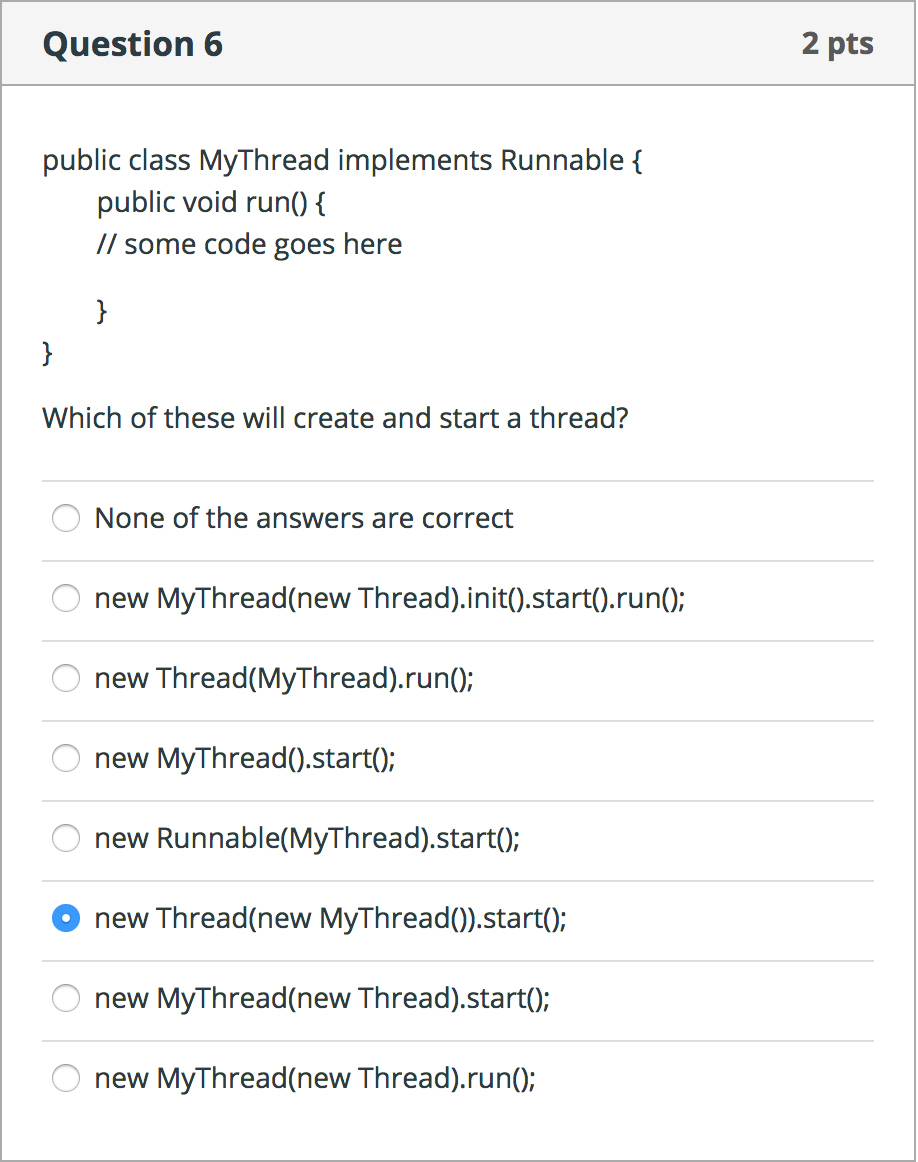 Question 6
2 pts
public class MyThread implements Runnable {
public void run() {
// some code goes here
}
}
Which of these will create and start a thread?
None of the answers are correct
new MyThread(new Thread).init().start().run();
new Thread(MyThread).run();
new MyThread().start();
new Runnable(MyThread).start();
new Thread(new MyThread()).start();
new MyThread(new Thread).start();
new MyThread(new Thread).run();